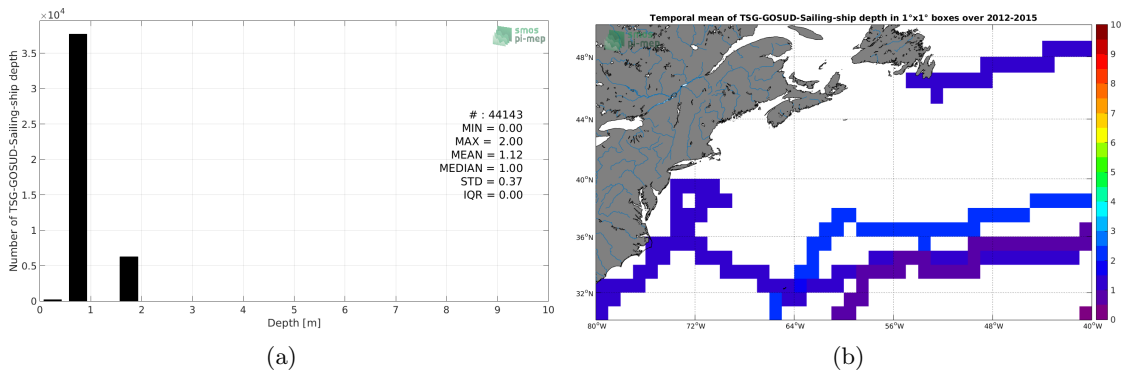 ×10⁴
3.5
3
2.5
2
1.5
1
0.5
0
Number of TSG-GOSUD-Sailing-ship depth
smos
pi-mep
# : 44143
MIN = 0.00
MAX = 2.00
MEAN = 1.12
MEDIAN = 1.00
STD = 0.37
IQR = 0.00
0 1 2 3 4 5 6 7 8 9 10
Depth [m]
(a)
Temporal mean of TSG-GOSUD-Sailing-ship depth in 1°x1° boxes over 2012-2015
smos
pi-mep
48°N
44°N
40°N
36°N
32°N
80°W 72°W 64°W 56°W 48°W 40°W
10
9
8
7
6
5
4
3
2
1
0
(b)